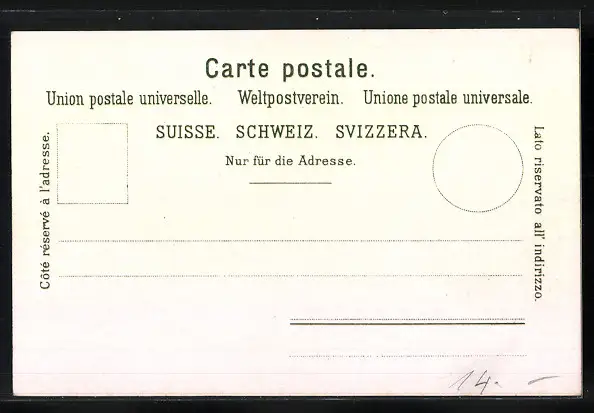 Carte postale.
Union postale universelle. Weltpostverein. Unione postale universale.
SUISSE. SCHWEIZ. SVIZZERA.
Nur für die Adresse.
Côté réservé à l'adresse.
Lato riservato all' indirizzo.
14.-